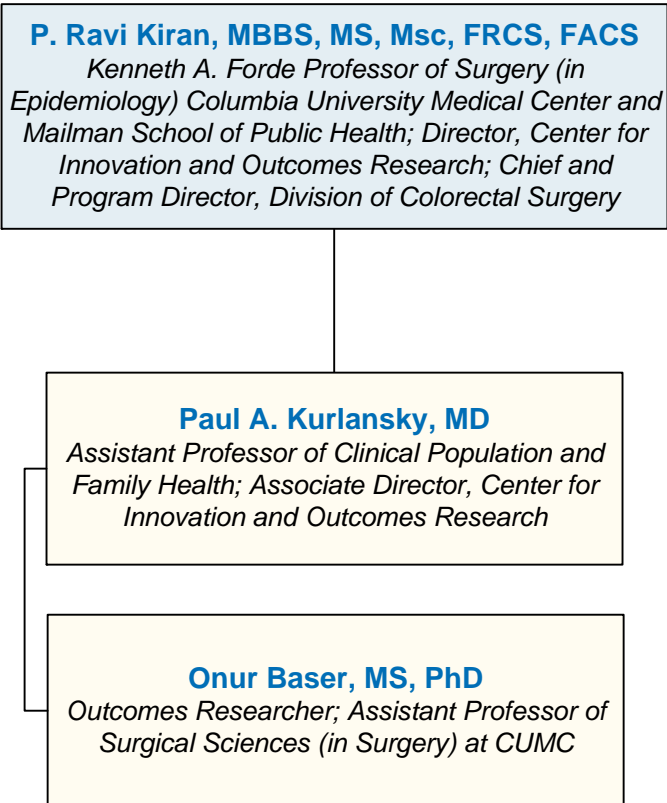 P. Ravi Kiran, MBBS, MS, Msc, FRCS, FACS
Kenneth A. Forde Professor of Surgery (in
Epidemiology) Columbia University Medical Center and
Mailman School of Public Health; Director, Center for
Innovation and Outcomes Research; Chief and
Program Director, Division of Colorectal Surgery
Paul A. Kurlansky, MD
Assistant Professor of Clinical Population and
Family Health; Associate Director, Center for
Innovation and Outcomes Research
Onur Baser, MS, PhD
Outcomes Researcher; Assistant Professor of
Surgical Sciences (in Surgery) at CUMC